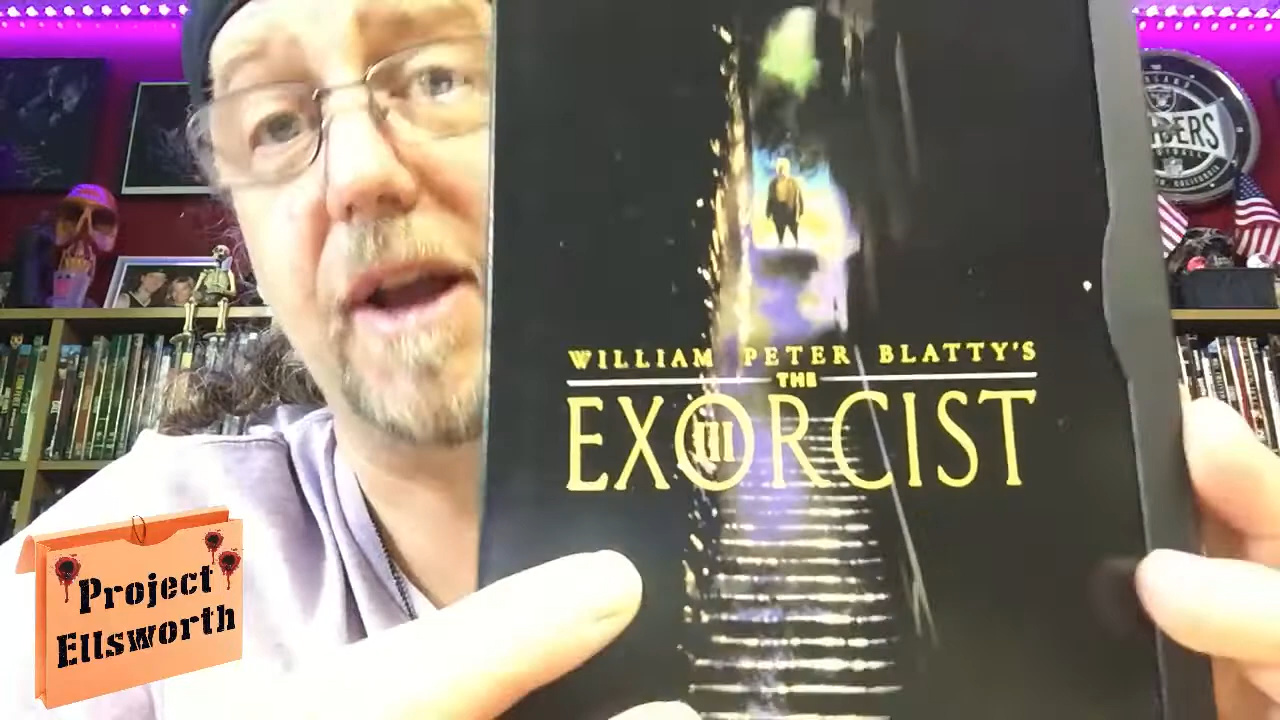 WILLIAM PETER BLATTY'S
THE
EXORCIST
III
Project
Ellsworth